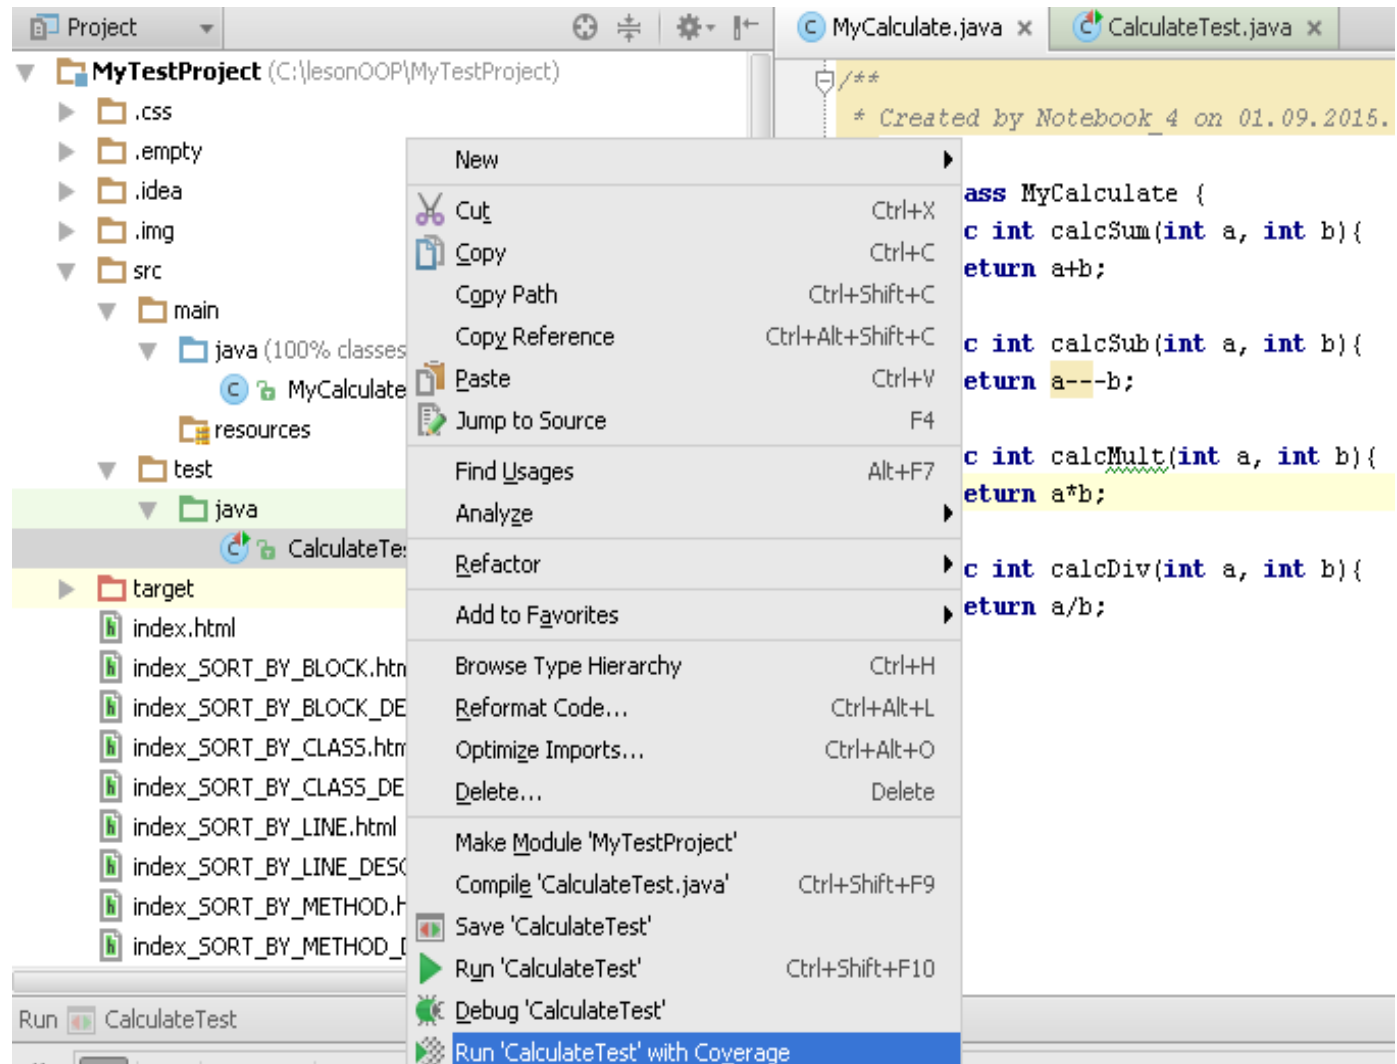 Project
MyCalculate.java
CalculateTest.java
MyTestProject (C:\lesonOOP\MyTestProject)
.css
.empty
.idea
.img
src
main
java (100% classes
MyCalculate
resources
test
java
CalculateTe
target
index.html
index_SORT_BY_BLOCK.htm
index_SORT_BY_BLOCK_DE
index_SORT_BY_CLASS.htm
index_SORT_BY_CLASS_DE
index_SORT_BY_LINE.html
index_SORT_BY_LINE_DESC
index_SORT_BY_METHOD.h
index_SORT_BY_METHOD_D
Run CalculateTest
New
Cut Ctrl+X
Copy Ctrl+C
Copy Path Ctrl+Shift+C
Copy Reference Ctrl+Alt+Shift+C
Paste Ctrl+V
Jump to Source F4
Find Usages Alt+F7
Analyze
Refactor
Add to Favorites
Browse Type Hierarchy Ctrl+H
Reformat Code... Ctrl+Alt+L
Optimize Imports... Ctrl+Alt+O
Delete... Delete
Make Module 'MyTestProject'
Compile 'CalculateTest.java' Ctrl+Shift+F9
Save 'CalculateTest'
Run 'CalculateTest' Ctrl+Shift+F10
Debug 'CalculateTest'
Run 'CalculateTest' with Coverage
/**
* Created by Notebook_4 on 01.09.2015.
ass MyCalculate {
c int calcSum(int a, int b){
eturn a+b;
c int calcSub(int a, int b){
eturn a---b;
c int calcMult(int a, int b){
eturn a*b;
c int calcDiv(int a, int b){
eturn a/b;